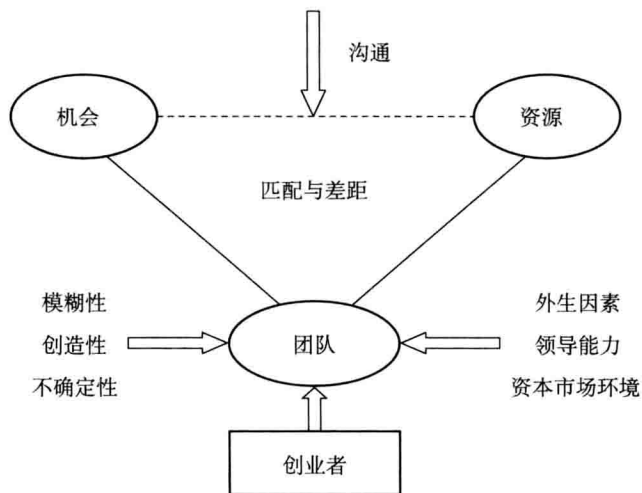 沟通
机会
资源
匹配与差距
模糊性
创造性
不确定性
团队
外生因素
领导能力
资本市场环境
创业者